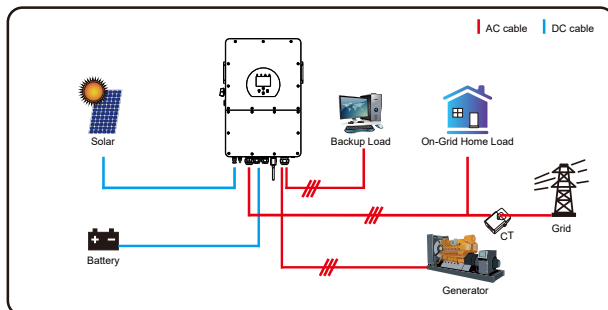 AC cable
DC cable
Solar
Backup Load
On-Grid Home Load
CT
Grid
Battery
Generator